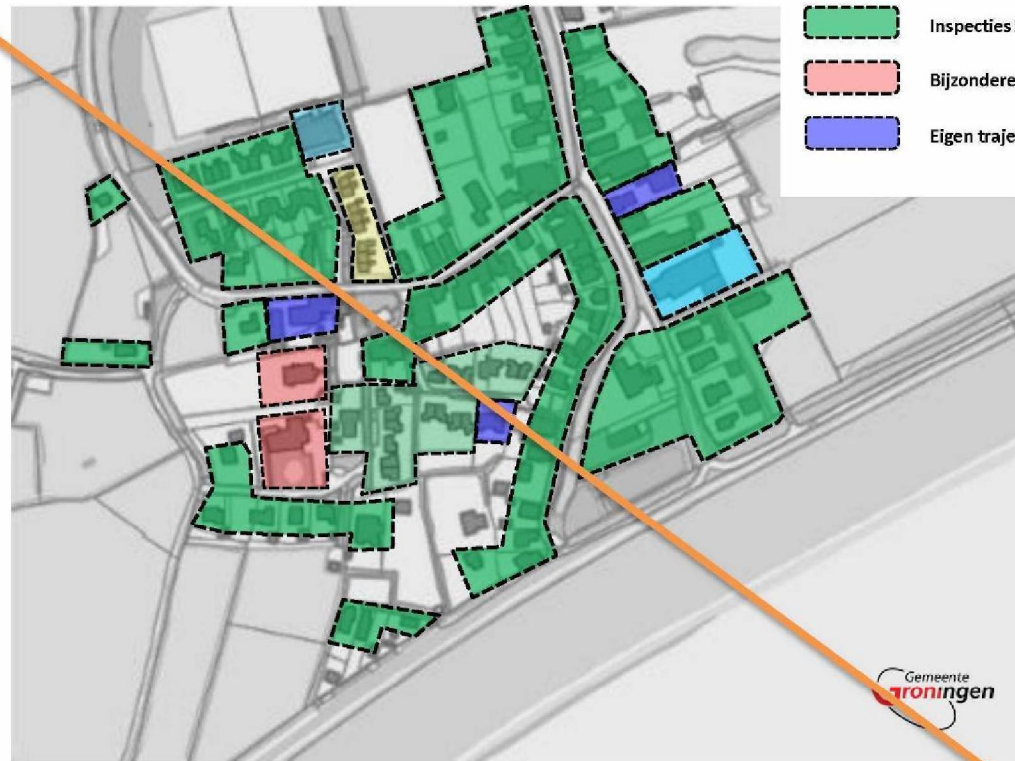 Inspecties
Bijzondere
Eigen traje
Gemeente
Groningen